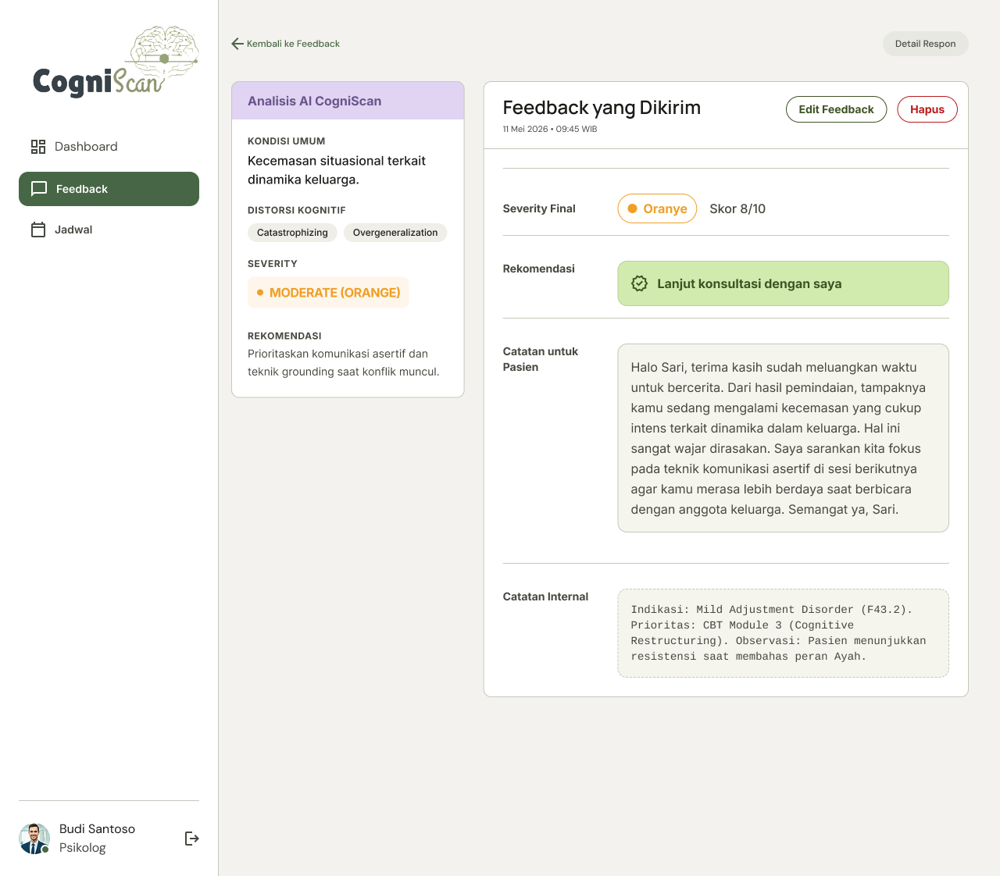 CogniScan
Dashboard
Feedback
Jadwal
Budi Santoso
Psikolog
Kembali ke Feedback
Detail Respon
Analisis AI CogniScan
KONDISI UMUM
Kecemasan situasional terkait
dinamika keluarga.
DISTORSI KOGNITIF
Catastrophizing
Overgeneralization
SEVERITY
MODERATE (ORANGE)
REKOMENDASI
Prioritaskan komunikasi asertif dan
teknik grounding saat konflik muncul.
Feedback yang Dikirim
11 Mei 2026 • 09:45 WIB
Edit Feedback
Hapus
Severity Final
Oranye
Skor 8/10
Rekomendasi
Lanjut konsultasi dengan saya
Catatan untuk
Pasien
Halo Sari, terima kasih sudah meluangkan waktu
untuk bercerita. Dari hasil pemindaian, tampaknya
kamu sedang mengalami kecemasan yang cukup
intens terkait dinamika dalam keluarga. Hal ini
sangat wajar dirasakan. Saya sarankan kita fokus
pada teknik komunikasi asertif di sesi berikutnya
agar kamu merasa lebih berdaya saat berbicara
dengan anggota keluarga. Semangat ya, Sari.
Catatan Internal
Indikasi: Mild Adjustment Disorder (F43.2).
Prioritas: CBT Module 3 (Cognitive
Restructuring). Observasi: Pasien menunjukkan
resistensi saat membahas peran Ayah.